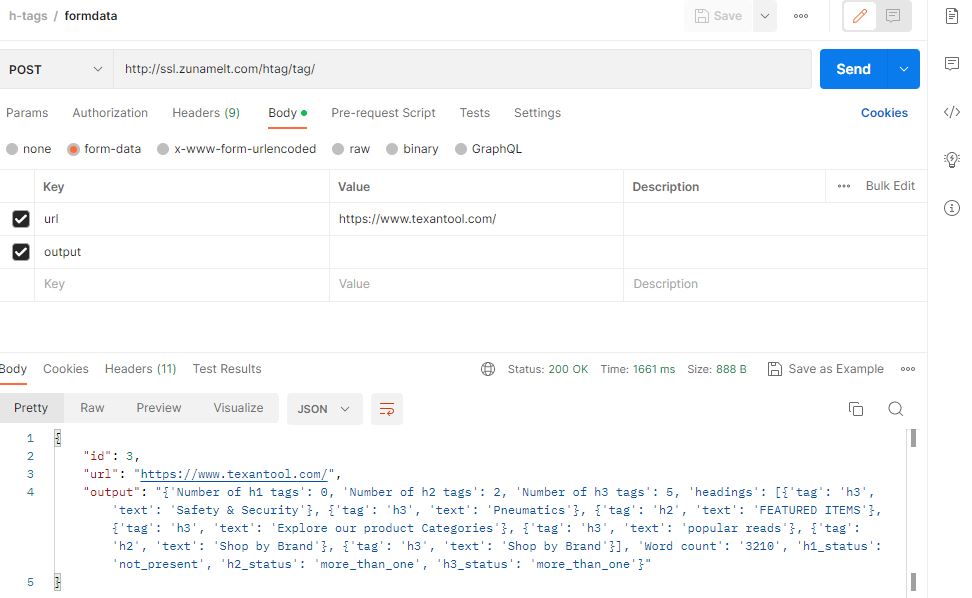 h-tags / formdata
Save
POST
http://ssl.zunamelt.com/htag/tag/
Send
Params Authorization Headers (9) Body Pre-request Script Tests Settings Cookies
none form-data x-www-form-urlencoded raw binary GraphQL
Key Value Description Bulk Edit
url https://www.texantool.com/
output
Key Value Description
Body Cookies Headers (11) Test Results Status: 200 OK Time: 1661 ms Size: 888 B Save as Example
Pretty Raw Preview Visualize JSON
1 {
2 "id": 3,
3 "url": "https://www.texantool.com/",
4 "output": "{'Number of h1 tags': 0, 'Number of h2 tags': 2, 'Number of h3 tags': 5, 'headings': [{'tag': 'h3',
'text': 'Safety & Security'}, {'tag': 'h3', 'text': 'Pneumatics'}, {'tag': 'h2', 'text': 'FEATURED ITEMS'},
{'tag': 'h3', 'text': 'Explore our product Categories'}, {'tag': 'h3', 'text': 'popular reads'}, {'tag':
'h2', 'text': 'Shop by Brand'}, {'tag': 'h3', 'text': 'Shop by Brand'}], 'Word count': '3210', 'h1_status':
'not_present', 'h2_status': 'more_than_one', 'h3_status': 'more_than_one'}"
5 }